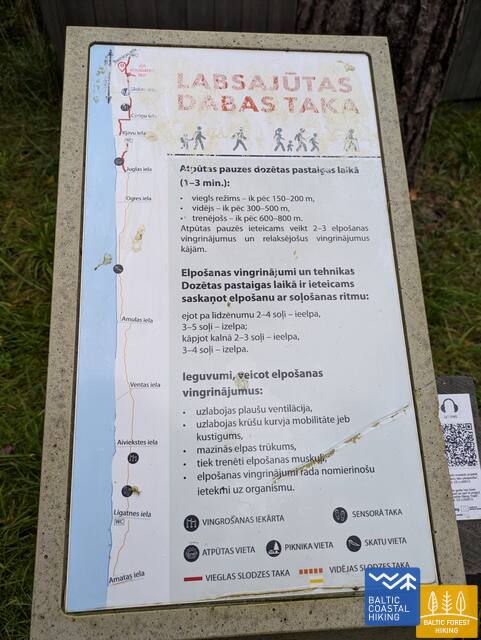 LABSAJŪTAS
DABAS TAKA
Atpūtas pauzes dozētas pastaigas laikā
(1–3 min.):
• viegls režīms – ik pēc 150–200 m,
• vidējs – ik pēc 300–500 m,
• trenējošs – ik pēc 600–800 m.
Atpūtas pauzēs ieteicams veikt 2–3 elpošanas
vingrinājumus un relaksējošus vingrinājumus
kājām.
Elpošanas vingrinājumi un tehnikas
Dozētas pastaigas laikā ir ieteicams
saskaņot elpošanu ar soļošanas ritmu:
ejot pa līdzenumu 2–4 soļi – ieelpa,
3–5 soļi – izelpa;
kāpjot kalnā 2–3 soļi – ieelpa,
3–4 soļi – izelpa.
Ieguvumi, veicot elpošanas
vingrinājumus:
• uzlabojas plaušu ventilācija,
• uzlabojas krūšu kurvja mobilitāte jeb
kustīgums,
• mazinās elpas trūkums,
• tiek trenēti elpošanas muskuļi,
• elpošanas vingrinājumi rada nomierinošu
ietekmi uz organismu.
VINGROŠANAS IEKĀRTA
SENSORĀ TAKA
ATPŪTAS VIETA
PIKNIKA VIETA
SKATU VIETA
VIEGLAS SLODZES TAKA
VIDĒJAS SLODZES TAKA
Juglas iela
Ogres iela
Amulas iela
Ventas iela
Aiviekstes iela
Līgatnes iela
WC
Amatas iela
BALTIC
COASTAL
HIKING
BALTIC FOREST
HIKING